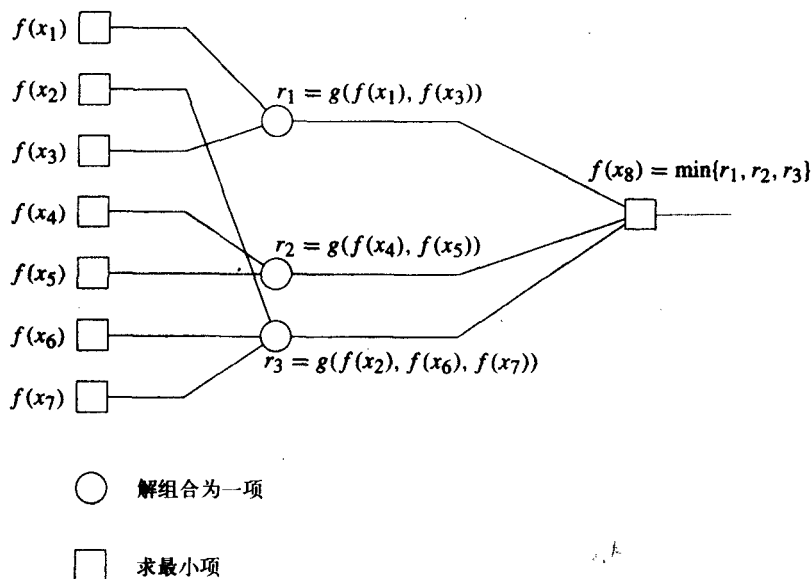 f(x₁)
f(x₂)
r₁ = g(f(x₁), f(x₃))
f(x₃)
f(x₈) = min{r₁, r₂, r₃}
f(x₄)
r₂ = g(f(x₄), f(x₅))
f(x₅)
f(x₆)
r₃ = g(f(x₂), f(x₆), f(x₇))
f(x₇)
解组合为一项
求最小项